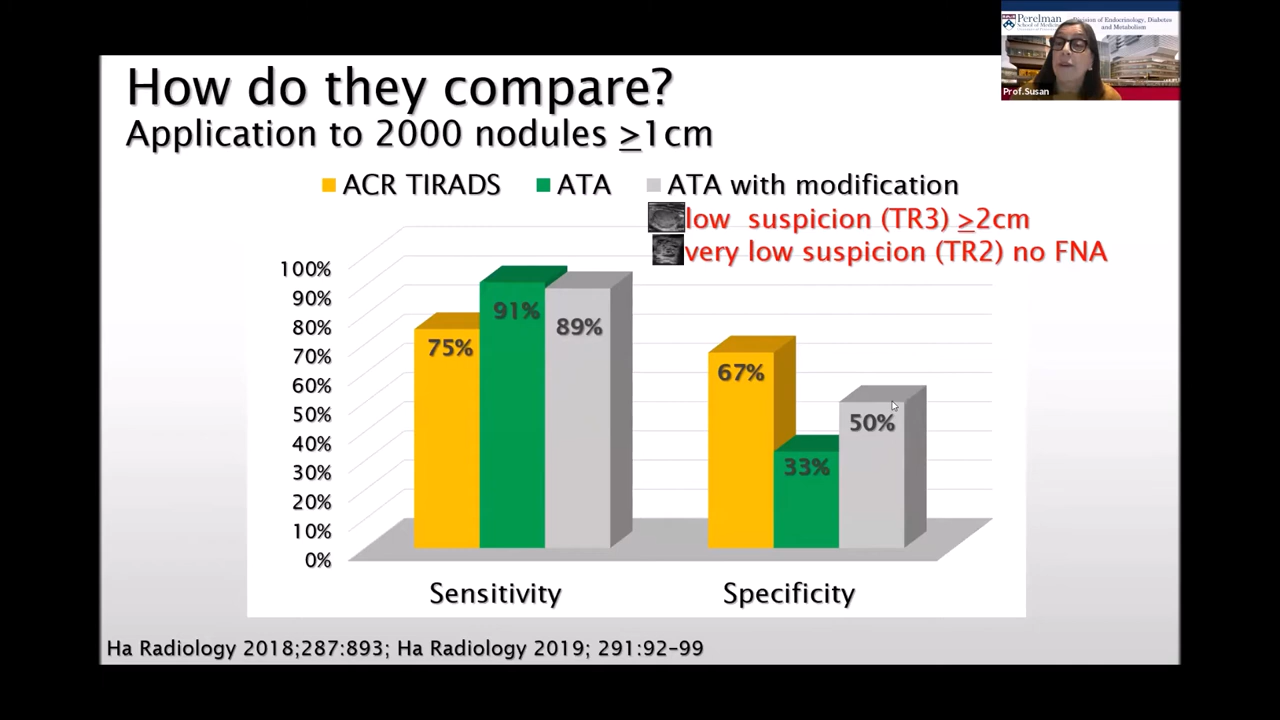 Perelman
School of Medicine
Division of Endocrinology, Diabetes
and Metabolism
Prof.Susan
How do they compare?
Application to 2000 nodules ≥1cm
ACR TIRADS ATA ATA with modification
low suspicion (TR3) ≥2cm
very low suspicion (TR2) no FNA
100%
90%
80%
70%
60%
50%
40%
30%
20%
10%
0%
75%
91%
89%
67%
33%
50%
Sensitivity Specificity
Ha Radiology 2018;287:893; Ha Radiology 2019; 291:92-99